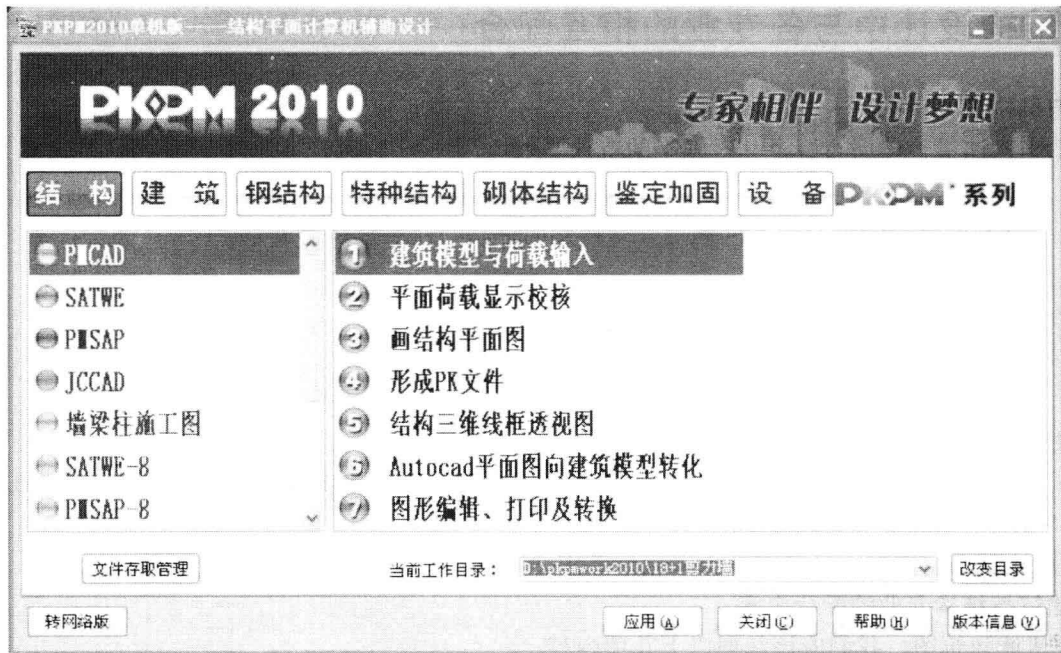 PKPM2010单机版——结构平面计算机辅助设计
PKPM 2010
专家相伴 设计梦想
结 构 建 筑 钢结构 特种结构 砌体结构 鉴定加固 设 备 PKPM 系列
PMCAD
SATWE
PMSAP
JCCAD
墙梁柱施工图
SATWE-8
PMSAP-8
1 建筑模型与荷载输入
2 平面荷载显示校核
3 画结构平面图
4 形成PK文件
5 结构三维线框透视图
6 Autocad平面图向建筑模型转化
7 图形编辑、打印及转换
文件存取管理 当前工作目录： D:\pkpmwork2010\18+1剪力墙 改变目录
转网络版 应用(A) 关闭(C) 帮助(H) 版本信息(V)